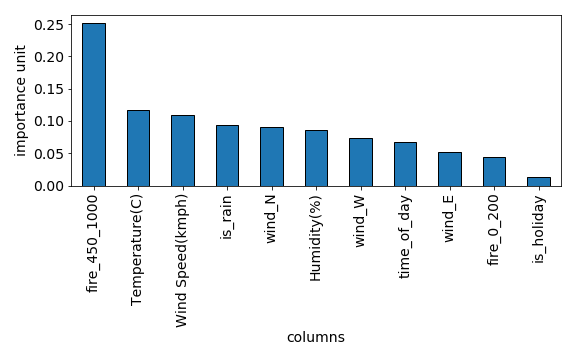 importance unit
0.25
0.20
0.15
0.10
0.05
0.00
fire_450_1000
Temperature(C)
Wind Speed(kmph)
is_rain
wind_N
Humidity(%)
wind_W
time_of_day
wind_E
fire_0_200
is_holiday
columns